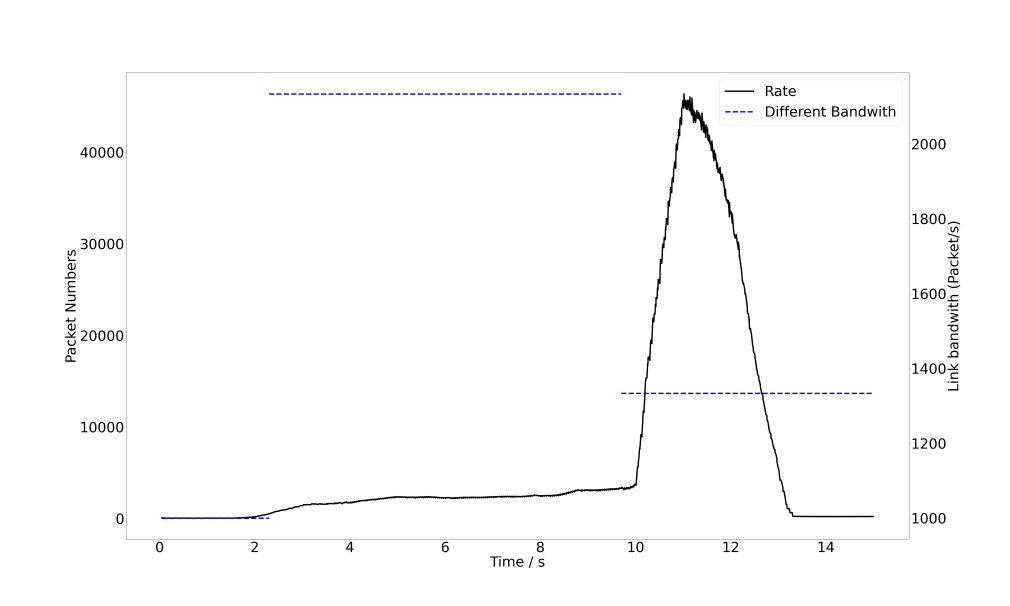 Rate
Different Bandwith
40000
30000
20000
10000
0
Packet Numbers
2000
1800
1600
1400
1200
1000
Link bandwith (Packet/s)
0 2 4 6 8 10 12 14
Time / s